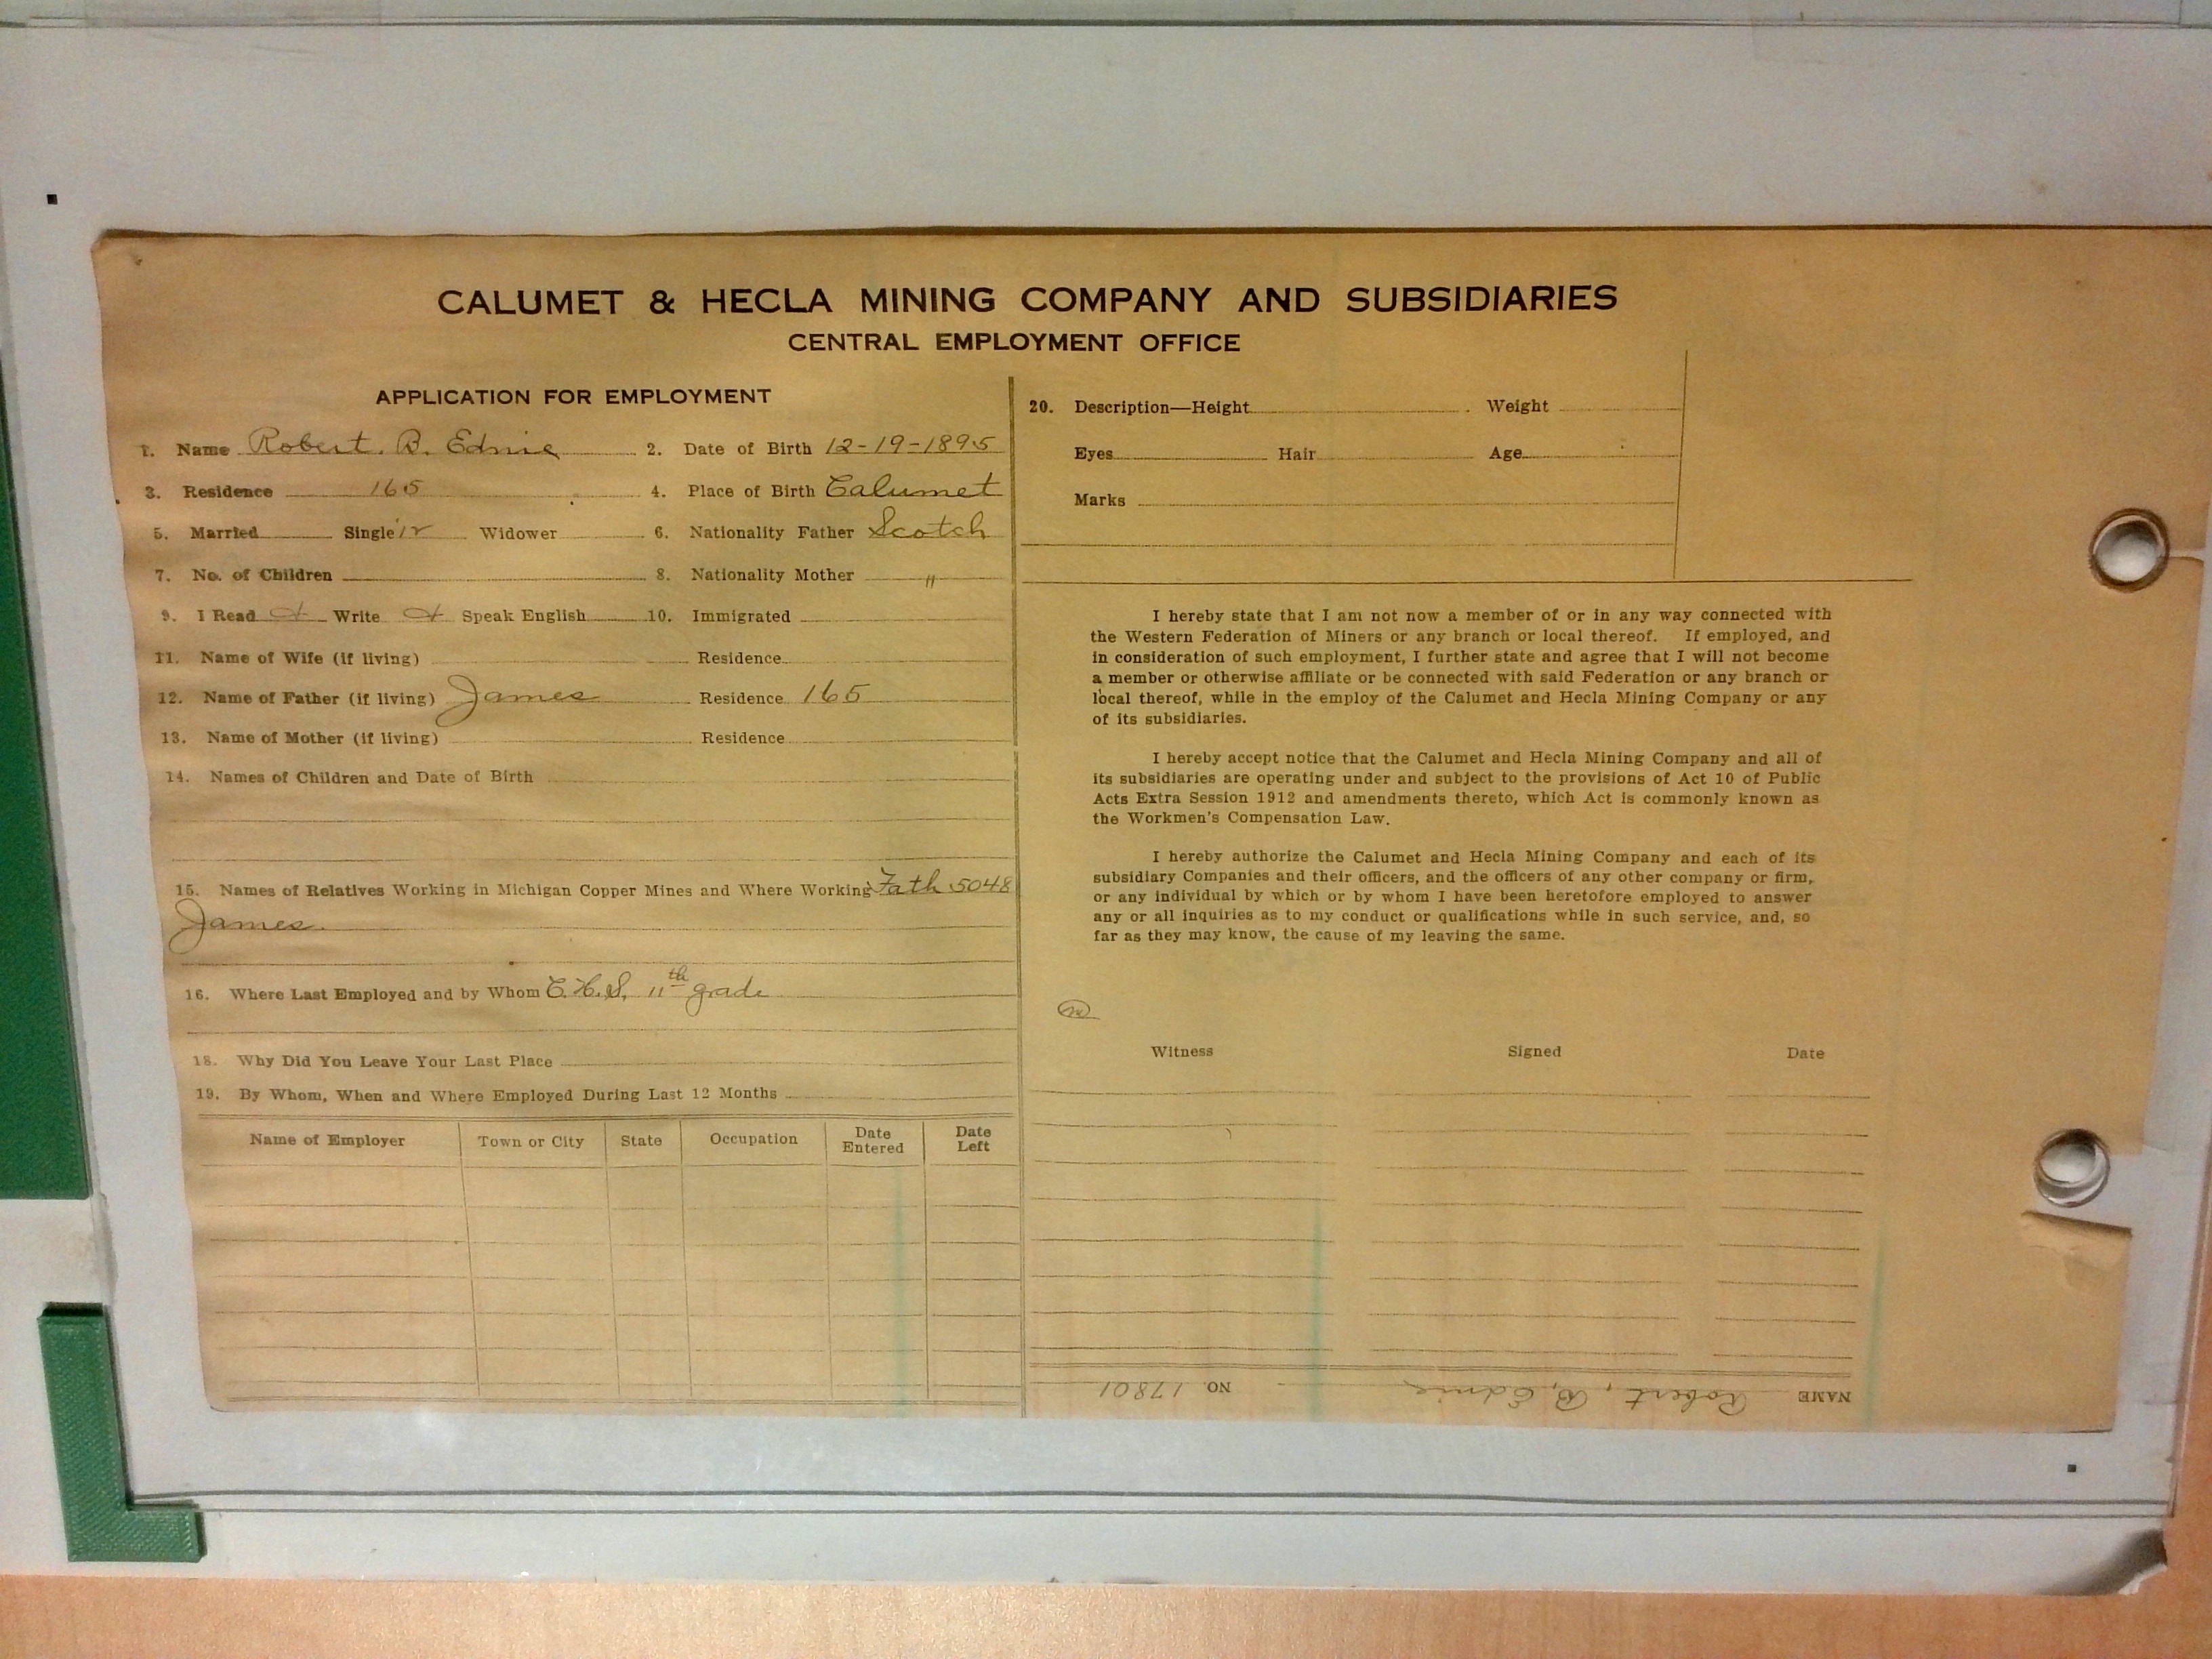 CALUMET & HECLA MINING COMPANY AND SUBSIDIARIES
CENTRAL EMPLOYMENT OFFICE
APPLICATION FOR EMPLOYMENT
1. Name Robert. B. Ednie 2. Date of Birth 12-19-1895
3. Residence 165 4. Place of Birth Calumet
5. Married Single Widower 6. Nationality Father Scotch
7. No. of Children 8. Nationality Mother "
9. I Read Write Speak English 10. Immigrated
11. Name of Wife (if living) Residence
12. Name of Father (if living) James Residence 165
13. Name of Mother (if living) Residence
14. Names of Children and Date of Birth
15. Names of Relatives Working in Michigan Copper Mines and Where Working Fath 5048
James.
16. Where Last Employed and by Whom C.H.S. 11th grade
18. Why Did You Leave Your Last Place
19. By Whom, When and Where Employed During Last 12 Months
Name of Employer Town or City State Occupation Date Entered Date Left
20. Description—Height Weight
Eyes Hair Age
Marks
I hereby state that I am not now a member of or in any way connected with
the Western Federation of Miners or any branch or local thereof. If employed, and
in consideration of such employment, I further state and agree that I will not become
a member or otherwise affiliate or be connected with said Federation or any branch or
local thereof, while in the employ of the Calumet and Hecla Mining Company or any
of its subsidiaries.
I hereby accept notice that the Calumet and Hecla Mining Company and all of
its subsidiaries are operating under and subject to the provisions of Act 10 of Public
Acts Extra Session 1912 and amendments thereto, which Act is commonly known as
the Workmen's Compensation Law.
I hereby authorize the Calumet and Hecla Mining Company and each of its
subsidiary Companies and their officers, and the officers of any other company or firm,
or any individual by which or by whom I have been heretofore employed to answer
any or all inquiries as to my conduct or qualifications while in such service, and, so
far as they may know, the cause of my leaving the same.
Witness Signed Date
NAME Robert, B, Ednie NO. 17801